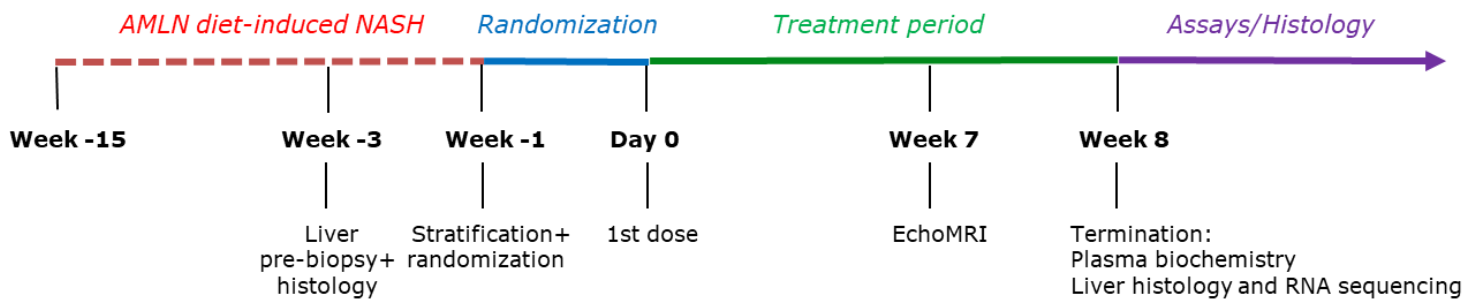 AMLN diet-induced NASH Randomization Treatment period Assays/Histology
Week -15 Week -3 Week -1 Day 0 Week 7 Week 8
Liver
pre-biopsy+
histology
Stratification+
randomization
1st dose
EchoMRI
Termination:
Plasma biochemistry
Liver histology and RNA sequencing